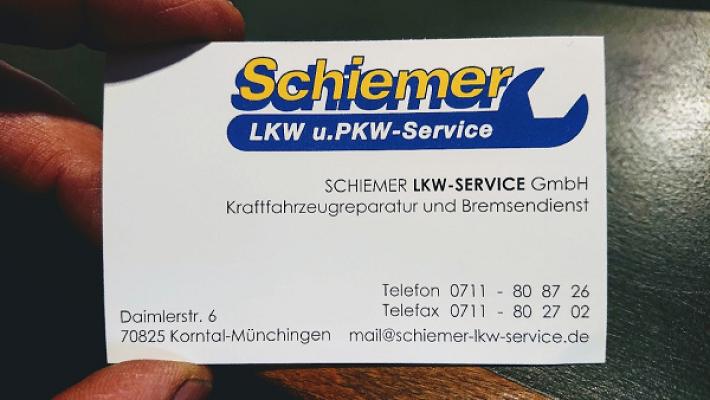 Schiemer
LKW u.PKW-Service
SCHIEMER LKW-SERVICE GmbH
Kraftfahrzeugreparatur und Bremsendienst
Telefon 0711 - 80 87 26
Telefax 0711 - 80 27 02
Daimlerstr. 6
70825 Korntal-Münchingen mail@schiemer-lkw-service.de